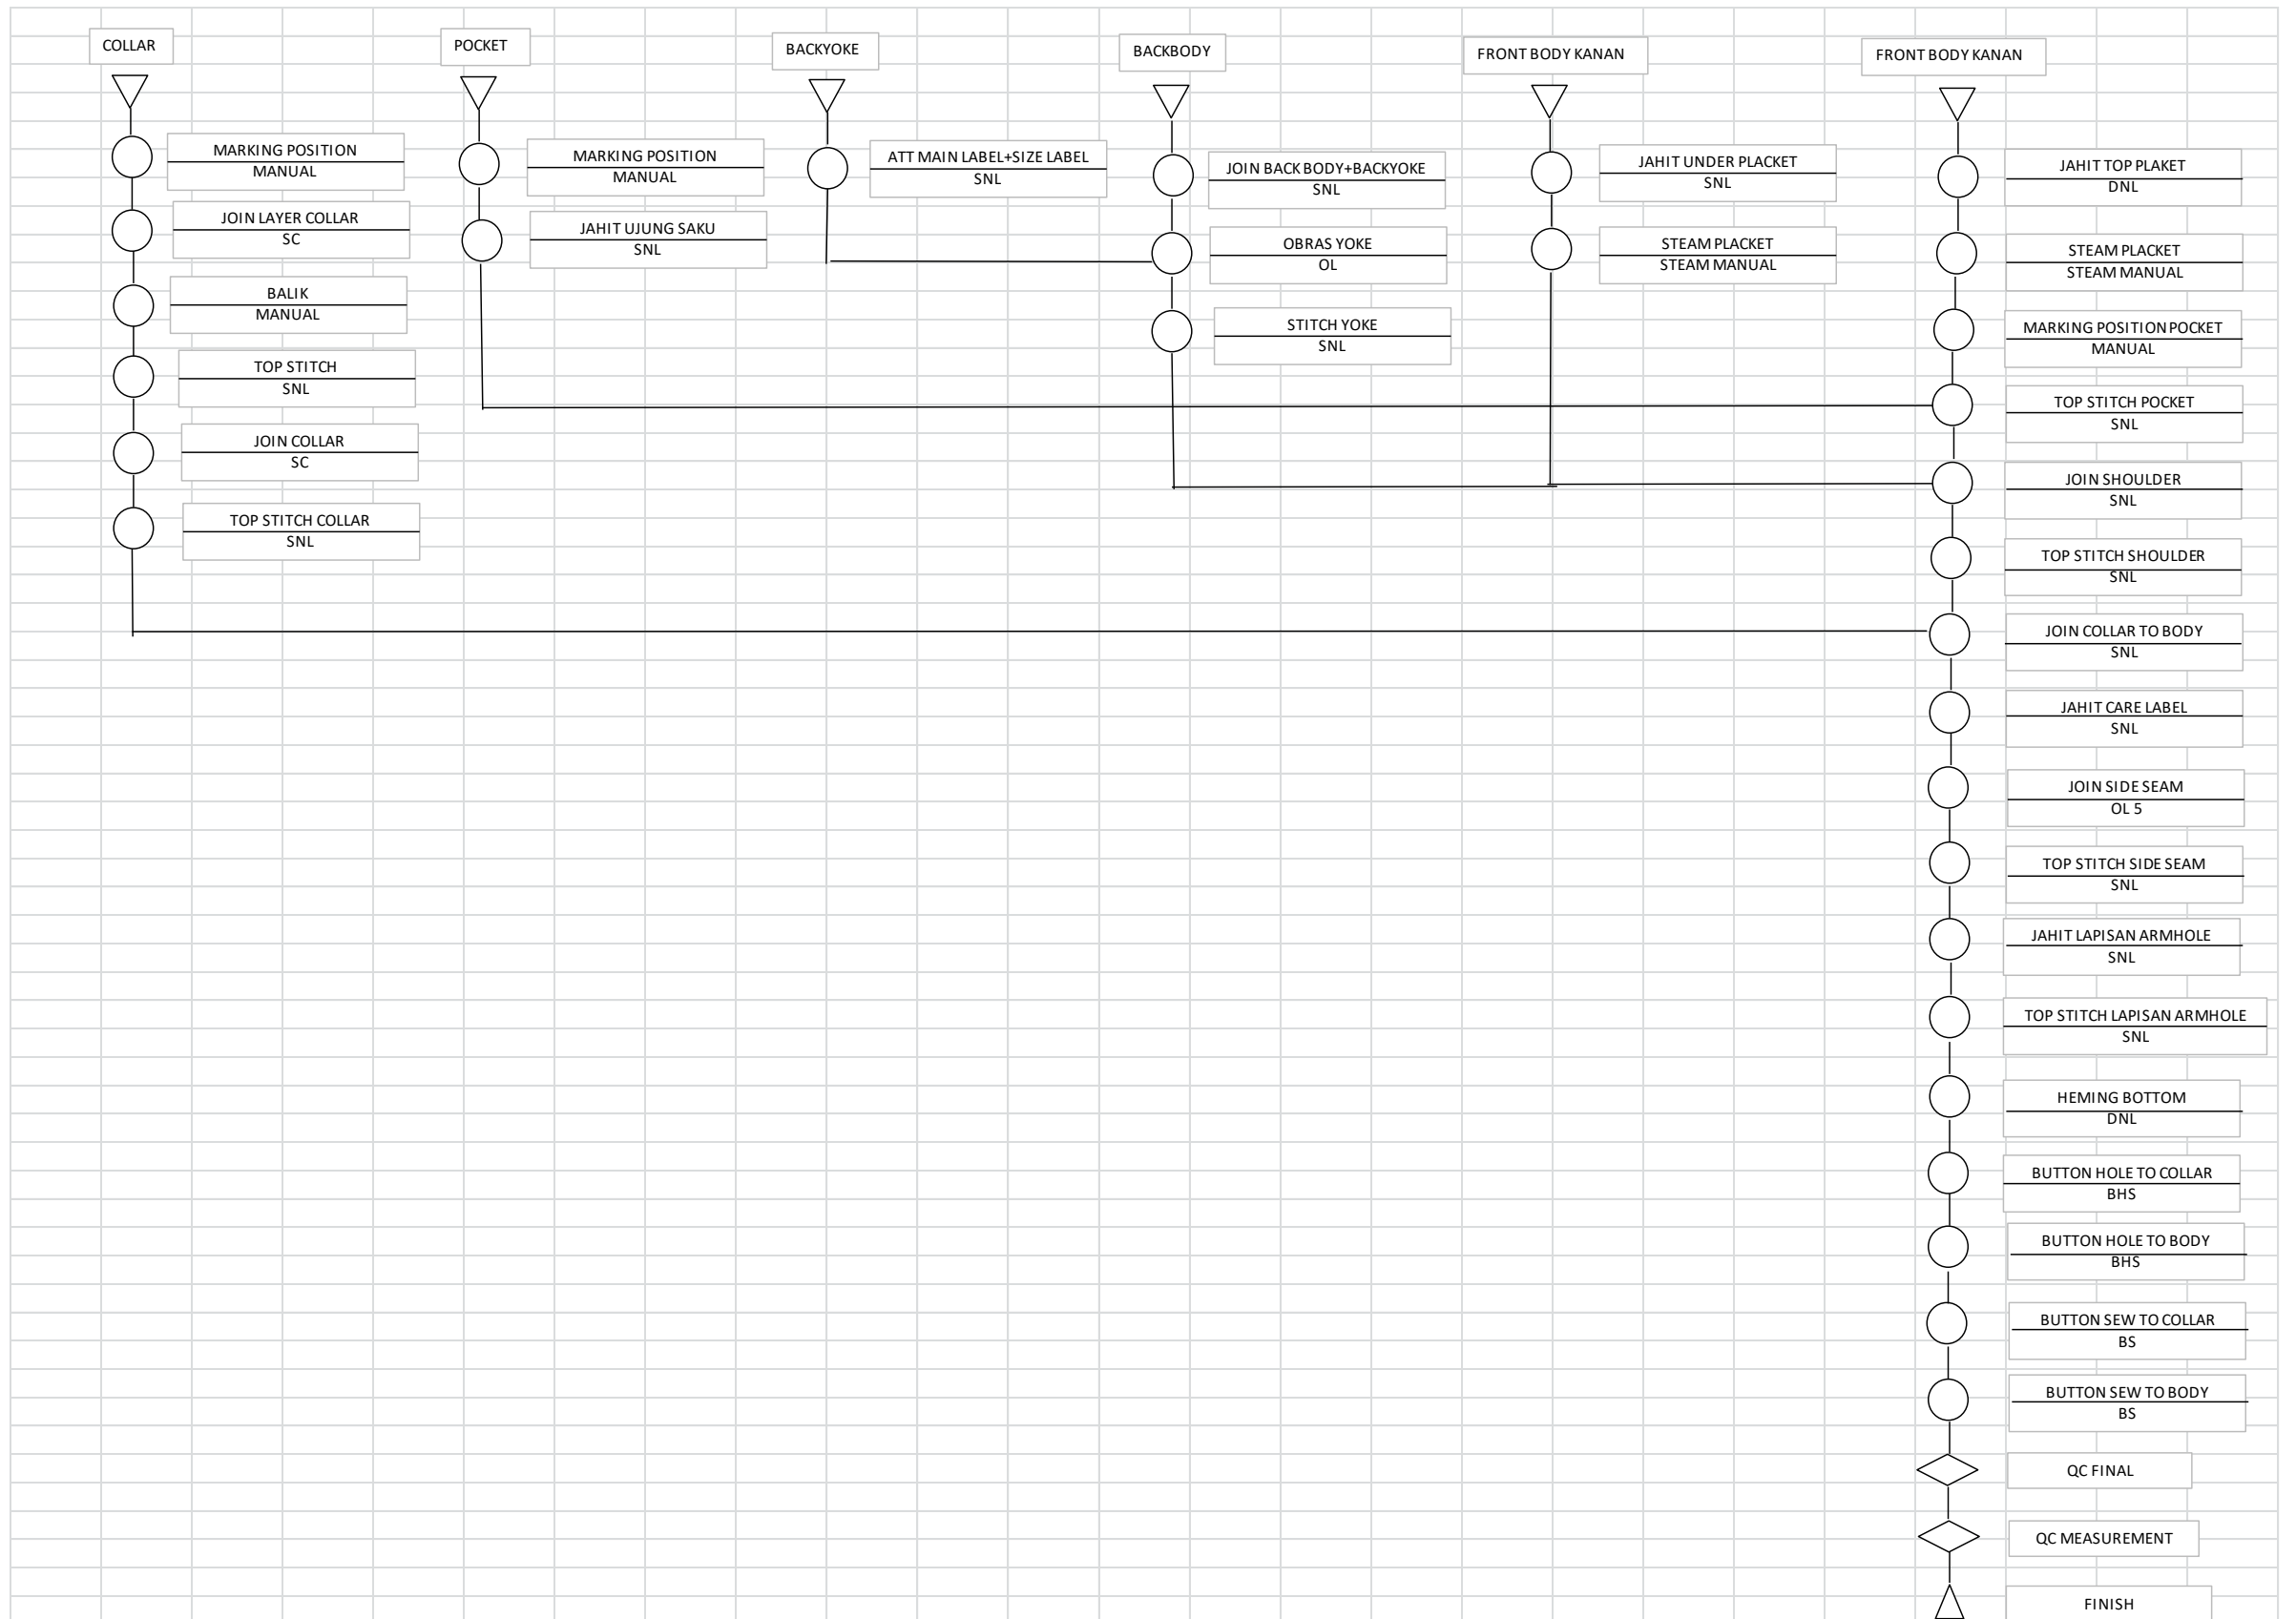 COLLAR
MARKING POSITION
MANUAL
JOIN LAYER COLLAR
SC
BALIK
MANUAL
TOP STITCH
SNL
JOIN COLLAR
SC
TOP STITCH COLLAR
SNL
POCKET
MARKING POSITION
MANUAL
JAHIT UJUNG SAKU
SNL
BACKYOKE
ATT MAIN LABEL+SIZE LABEL
SNL
BACKBODY
JOIN BACK BODY+BACKYOKE
SNL
OBRAS YOKE
OL
STITCH YOKE
SNL
FRONT BODY KANAN
JAHIT UNDER PLACKET
SNL
STEAM PLACKET
STEAM MANUAL
FRONT BODY KANAN
JAHIT TOP PLAKET
DNL
STEAM PLACKET
STEAM MANUAL
MARKING POSITION POCKET
MANUAL
TOP STITCH POCKET
SNL
JOIN SHOULDER
SNL
TOP STITCH SHOULDER
SNL
JOIN COLLAR TO BODY
SNL
JAHIT CARE LABEL
SNL
JOIN SIDE SEAM
OL 5
TOP STITCH SIDE SEAM
SNL
JAHIT LAPISAN ARMHOLE
SNL
TOP STITCH LAPISAN ARMHOLE
SNL
HEMING BOTTOM
DNL
BUTTON HOLE TO COLLAR
BHS
BUTTON HOLE TO BODY
BHS
BUTTON SEW TO COLLAR
BS
BUTTON SEW TO BODY
BS
QC FINAL
QC MEASUREMENT
FINISH